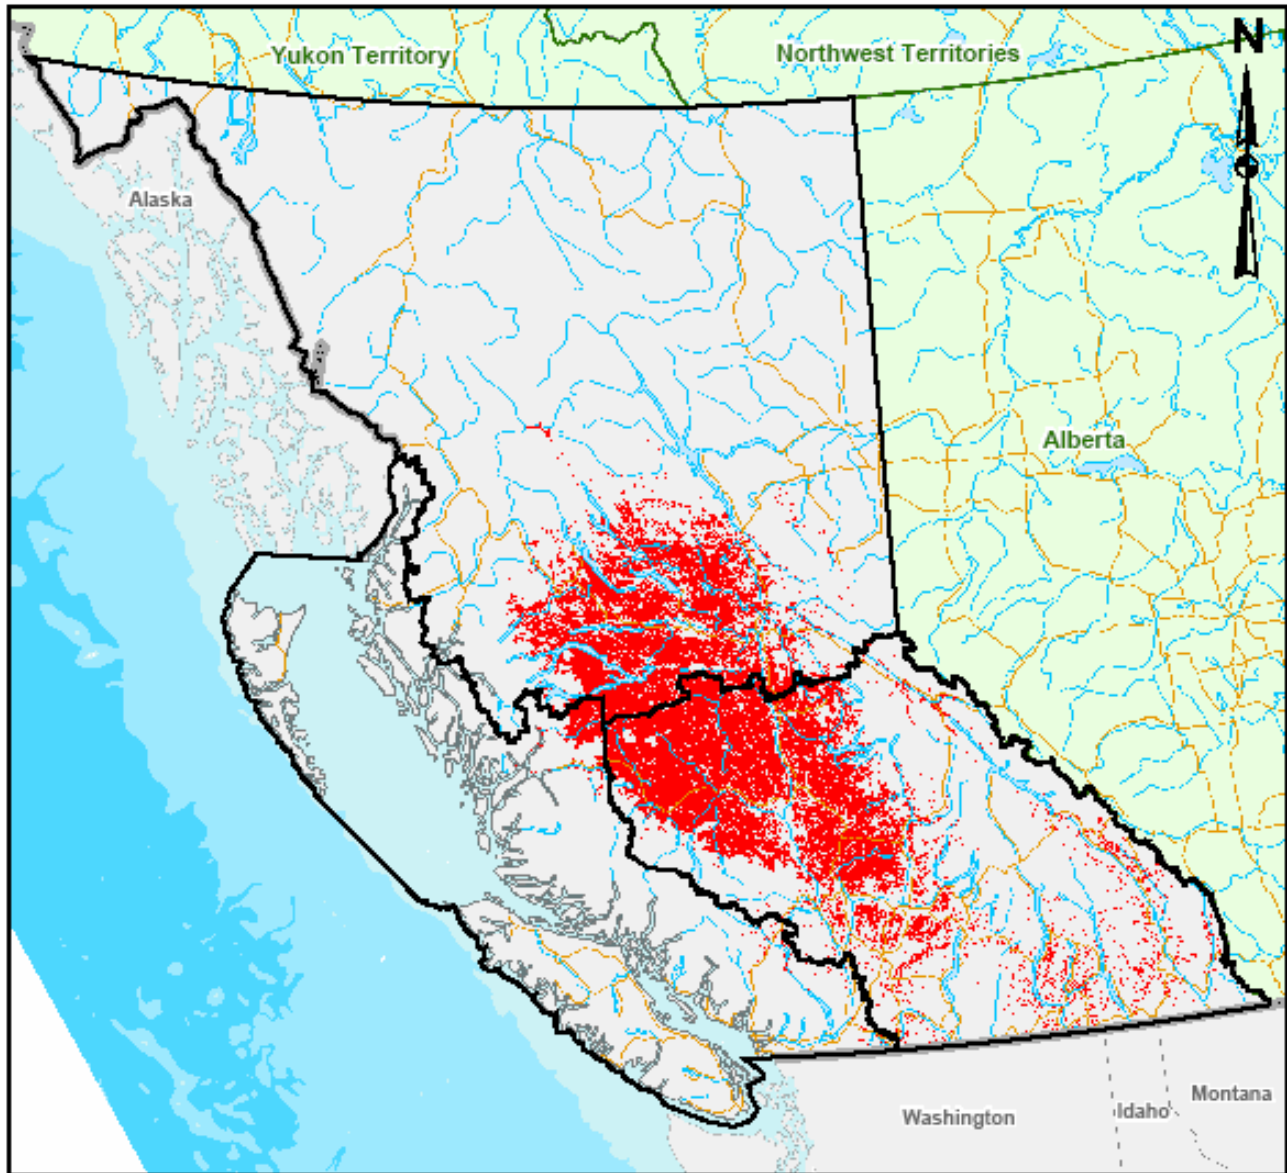 Yukon Territory
Northwest Territories
N
Alaska
Alberta
Washington
Idaho
Montana